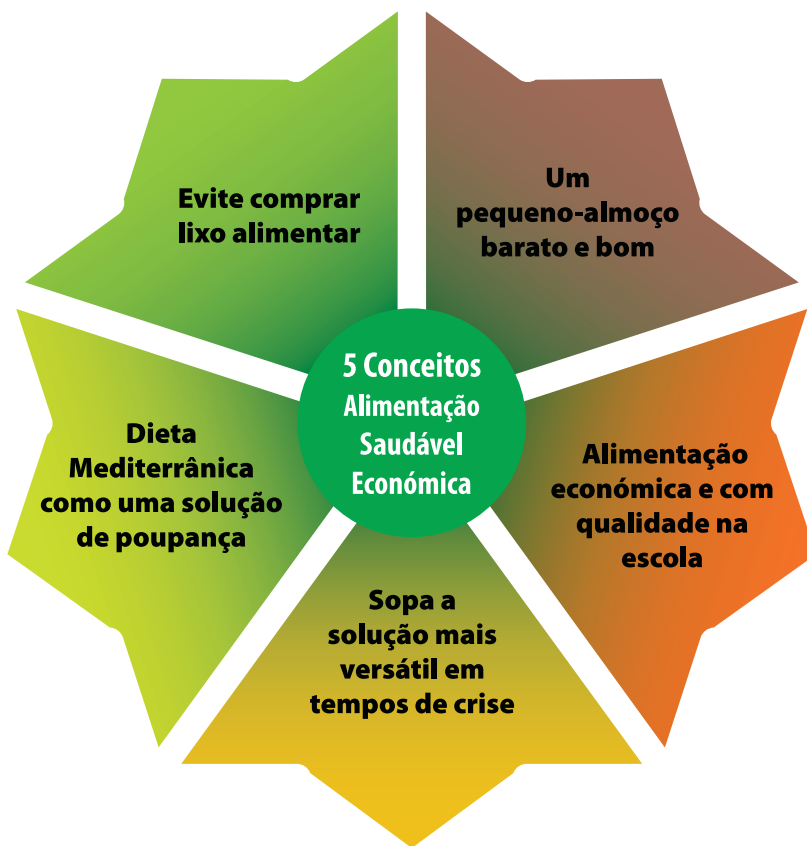 5 Conceitos
Alimentação
Saudável
Económica
Um
pequeno-almoço
barato e bom
Alimentação
económica e com
qualidade na
escola
Sopa a
solução mais
versátil em
tempos de crise
Dieta
Mediterrânica
como uma solução
de poupança
Evite comprar
lixo alimentar